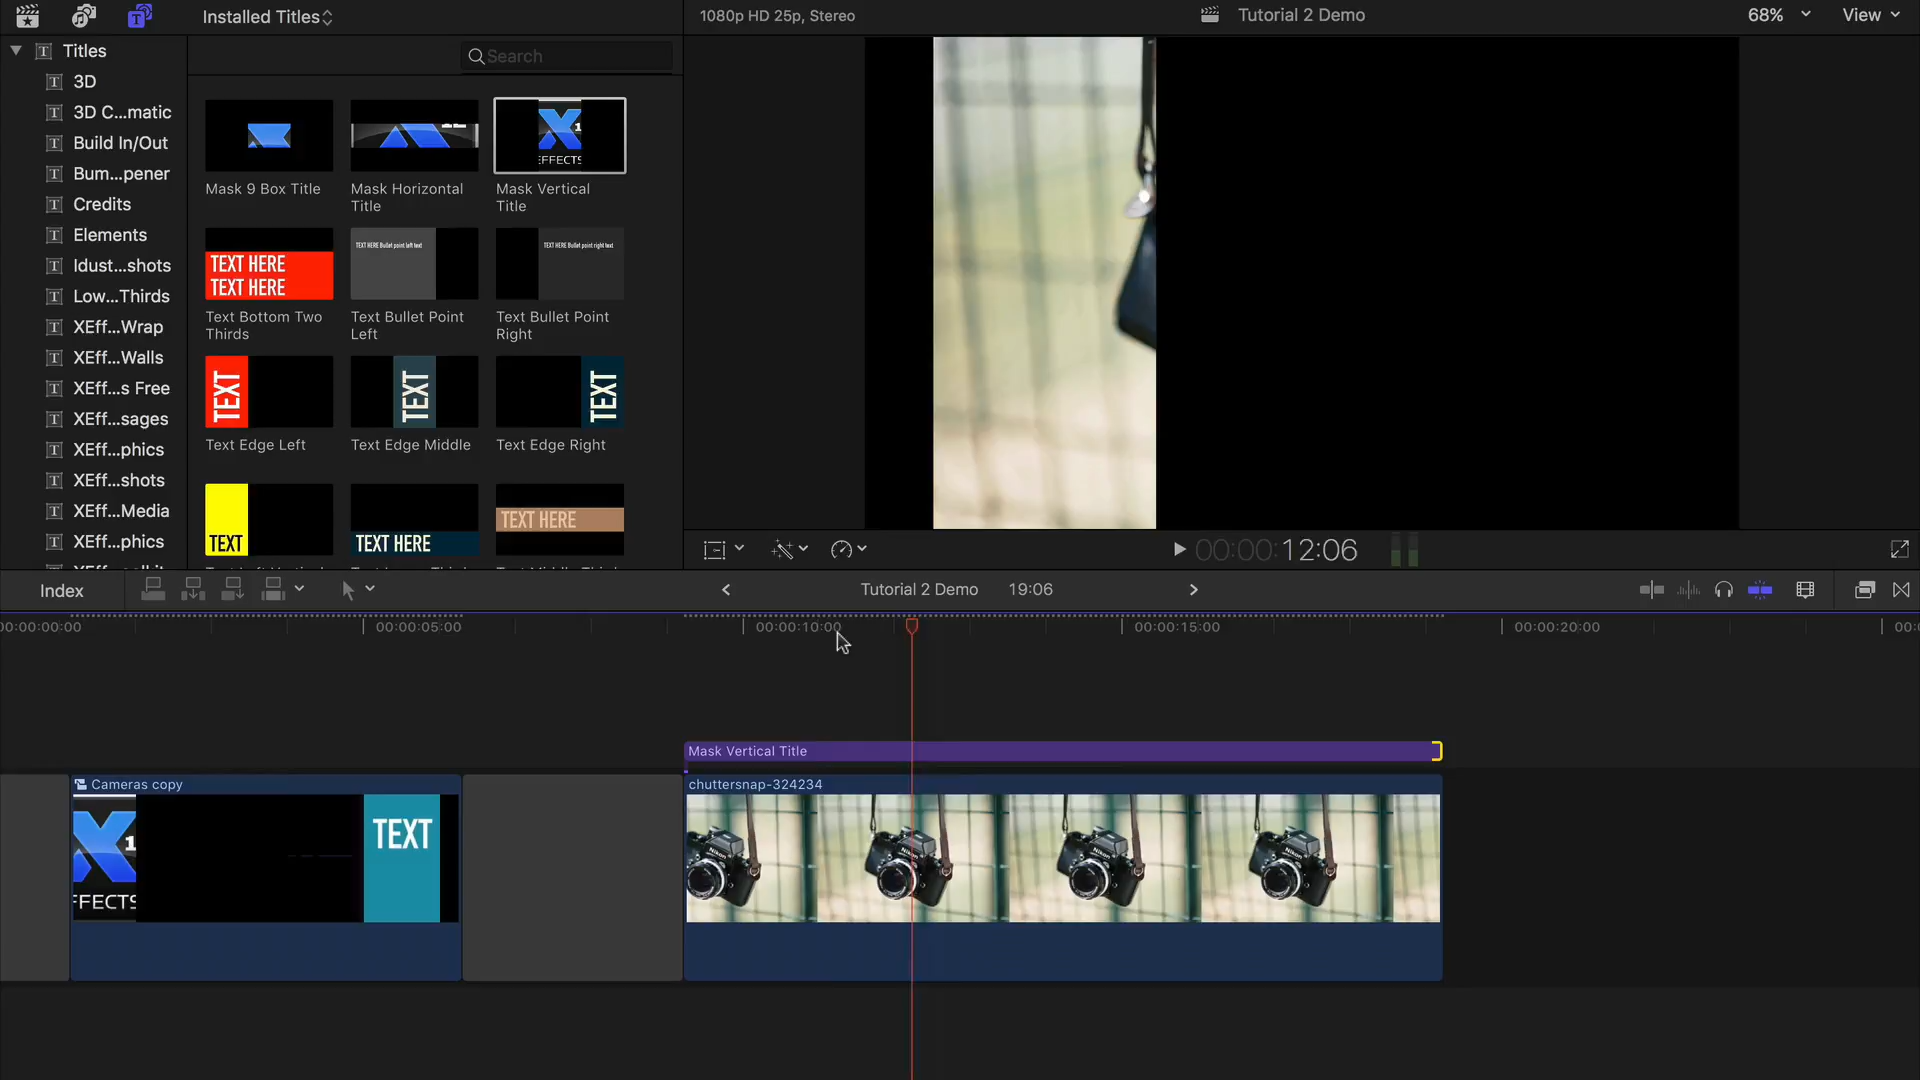 Installed Titles
1080p HD 25p, Stereo
Tutorial 2 Demo
68%
View
Titles
3D
3D C...matic
Build In/Out
Bum...pener
Credits
Elements
Idust...shots
Low...Thirds
XEff...Wrap
XEff...Walls
XEff...s Free
XEff...sages
XEff...phics
XEff...shots
XEff...Media
XEff...phics
Search
1
EFFECTS
Mask 9 Box Title
Mask Horizontal
Title
Mask Vertical
Title
TEXT HERE
TEXT HERE
TEXT HERE Bullet point left text
TEXT HERE Bullet point right text
Text Bottom Two
Thirds
Text Bullet Point
Left
Text Bullet Point
Right
TEXT
TEXT
TEXT
Text Edge Left
Text Edge Middle
Text Edge Right
TEXT
TEXT HERE
TEXT HERE
00:00:12:06
Index
Tutorial 2 Demo
19:06
00:00:00:00
00:00:05:00
00:00:10:00
00:00:15:00
00:00:20:00
Mask Vertical Title
Cameras copy
chuttersnap-324234
X 1
FFECTS
TEXT
Nikon
Nikon
Nikon
Nikon